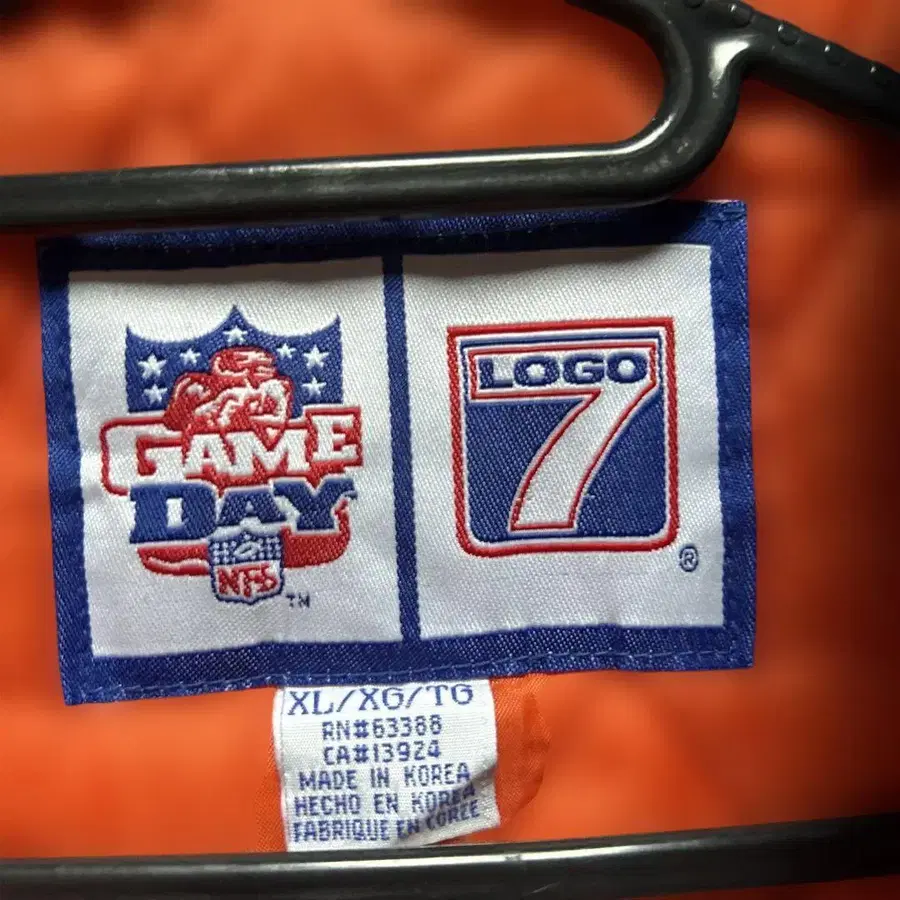 GAME
DAY
NFL
TM
LOGO
7
®
XL/XG/TG
RN#63388
CA#13924
MADE IN KOREA
HECHO EN KOREA
FABRIQUE EN COREE